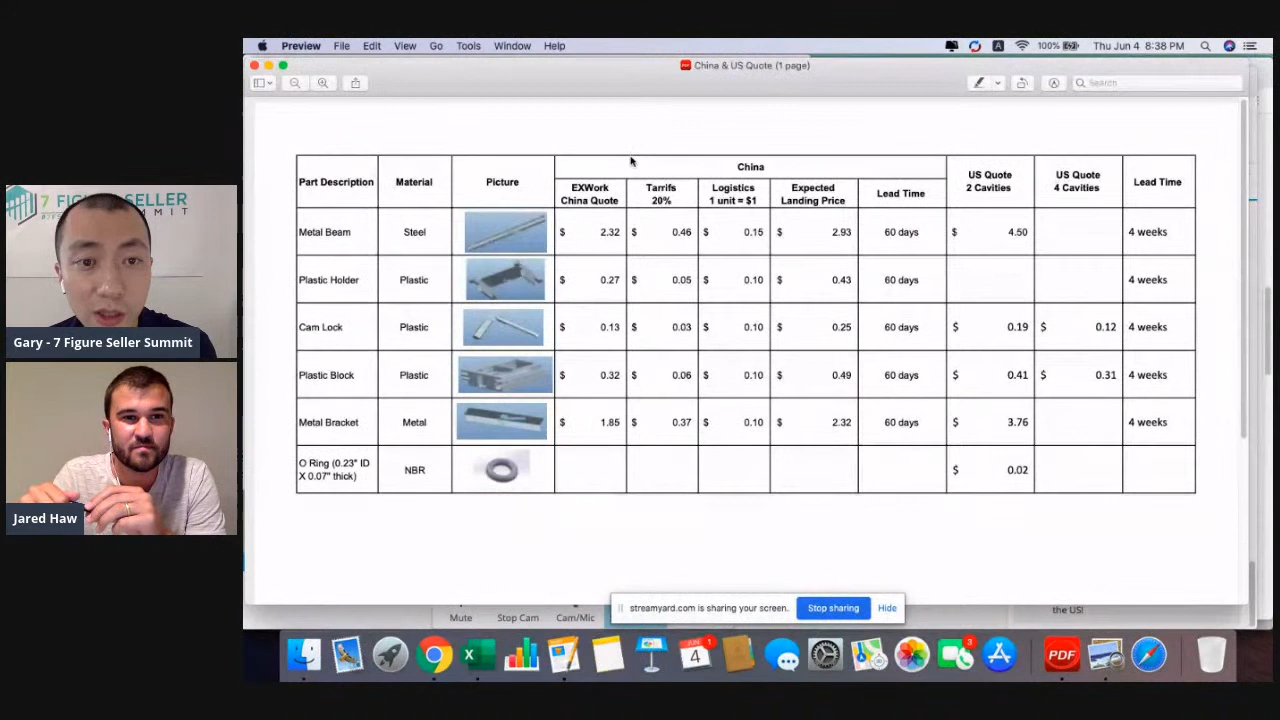 Preview File Edit View Go Tools Window Help
100% A Thu Jun 4 8:38 PM
China & US Quote (1 page)
Search
Part Description Material Picture China US Quote 2 Cavities US Quote 4 Cavities Lead Time
EXWork China Quote Tarrifs 20% Logistics 1 unit = $1 Expected Landing Price Lead Time
Metal Beam Steel $ 2.32 $ 0.46 $ 0.15 $ 2.93 60 days $ 4.50 4 weeks
Plastic Holder Plastic $ 0.27 $ 0.05 $ 0.10 $ 0.43 60 days 4 weeks
Cam Lock Plastic $ 0.13 $ 0.03 $ 0.10 $ 0.25 60 days $ 0.19 $ 0.12 4 weeks
Plastic Block Plastic $ 0.32 $ 0.06 $ 0.10 $ 0.49 60 days $ 0.41 $ 0.31 4 weeks
Metal Bracket Metal $ 1.85 $ 0.37 $ 0.10 $ 2.32 60 days $ 3.76 4 weeks
O Ring (0.23" ID X 0.07" thick) NBR $ 0.02
7 FIGURE SELLER
SUMMIT
Gary - 7 Figure Seller Summit
Jared Haw
streamyard.com is sharing your screen. Stop sharing Hide
Mute Stop Cam Cam/Mic
the US!
JUN 4
1
3
PDF